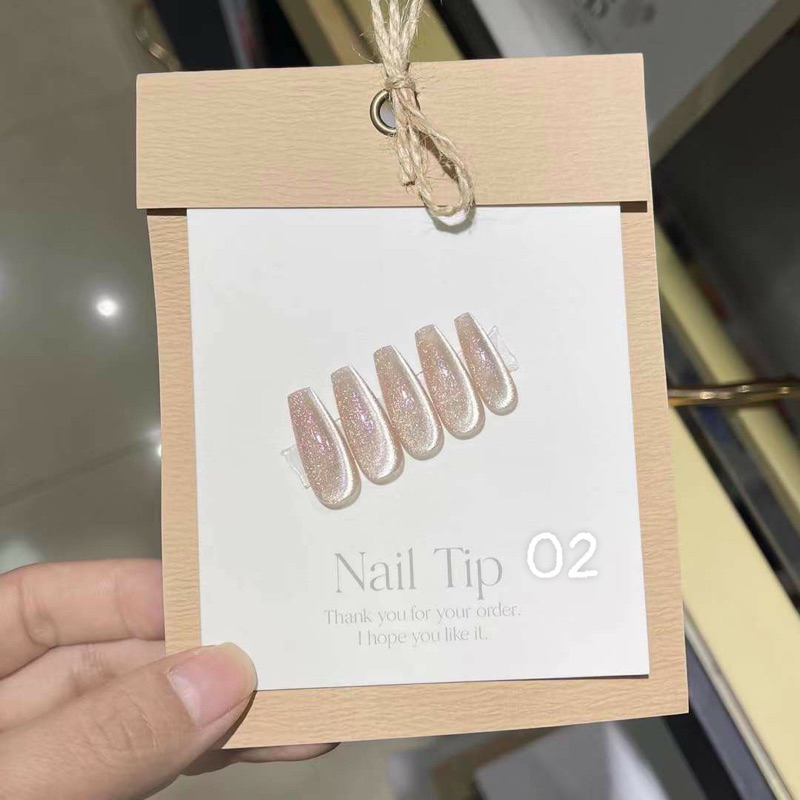 Nail Tip 02
Thank you for your order.
I hope you like it.